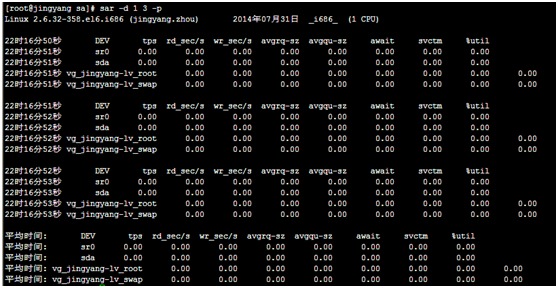 [root@jingyang sa]# sar -d 1 3 -p
Linux 2.6.32-358.el6.i686 (jingyang.zhou) 2014年07月31日 _i686_ (1 CPU)
22时16分50秒 DEV tps rd_sec/s wr_sec/s avgrq-sz avgqu-sz await svctm %util
22时16分51秒 sr0 0.00 0.00 0.00 0.00 0.00 0.00 0.00 0.00
22时16分51秒 sda 0.00 0.00 0.00 0.00 0.00 0.00 0.00 0.00
22时16分51秒 vg_jingyang-lv_root 0.00 0.00 0.00 0.00 0.00 0.00 0.00 0.00
22时16分51秒 vg_jingyang-lv_swap 0.00 0.00 0.00 0.00 0.00 0.00 0.00 0.00
22时16分51秒 DEV tps rd_sec/s wr_sec/s avgrq-sz avgqu-sz await svctm %util
22时16分52秒 sr0 0.00 0.00 0.00 0.00 0.00 0.00 0.00 0.00
22时16分52秒 sda 0.00 0.00 0.00 0.00 0.00 0.00 0.00 0.00
22时16分52秒 vg_jingyang-lv_root 0.00 0.00 0.00 0.00 0.00 0.00 0.00 0.00
22时16分52秒 vg_jingyang-lv_swap 0.00 0.00 0.00 0.00 0.00 0.00 0.00 0.00
22时16分52秒 DEV tps rd_sec/s wr_sec/s avgrq-sz avgqu-sz await svctm %util
22时16分53秒 sr0 0.00 0.00 0.00 0.00 0.00 0.00 0.00 0.00
22时16分53秒 sda 0.00 0.00 0.00 0.00 0.00 0.00 0.00 0.00
22时16分53秒 vg_jingyang-lv_root 0.00 0.00 0.00 0.00 0.00 0.00 0.00 0.00
22时16分53秒 vg_jingyang-lv_swap 0.00 0.00 0.00 0.00 0.00 0.00 0.00 0.00
平均时间: DEV tps rd_sec/s wr_sec/s avgrq-sz avgqu-sz await svctm %util
平均时间: sr0 0.00 0.00 0.00 0.00 0.00 0.00 0.00 0.00
平均时间: sda 0.00 0.00 0.00 0.00 0.00 0.00 0.00 0.00
平均时间: vg_jingyang-lv_root 0.00 0.00 0.00 0.00 0.00 0.00 0.00 0.00
平均时间: vg_jingyang-lv_swap 0.00 0.00 0.00 0.00 0.00 0.00 0.00 0.00